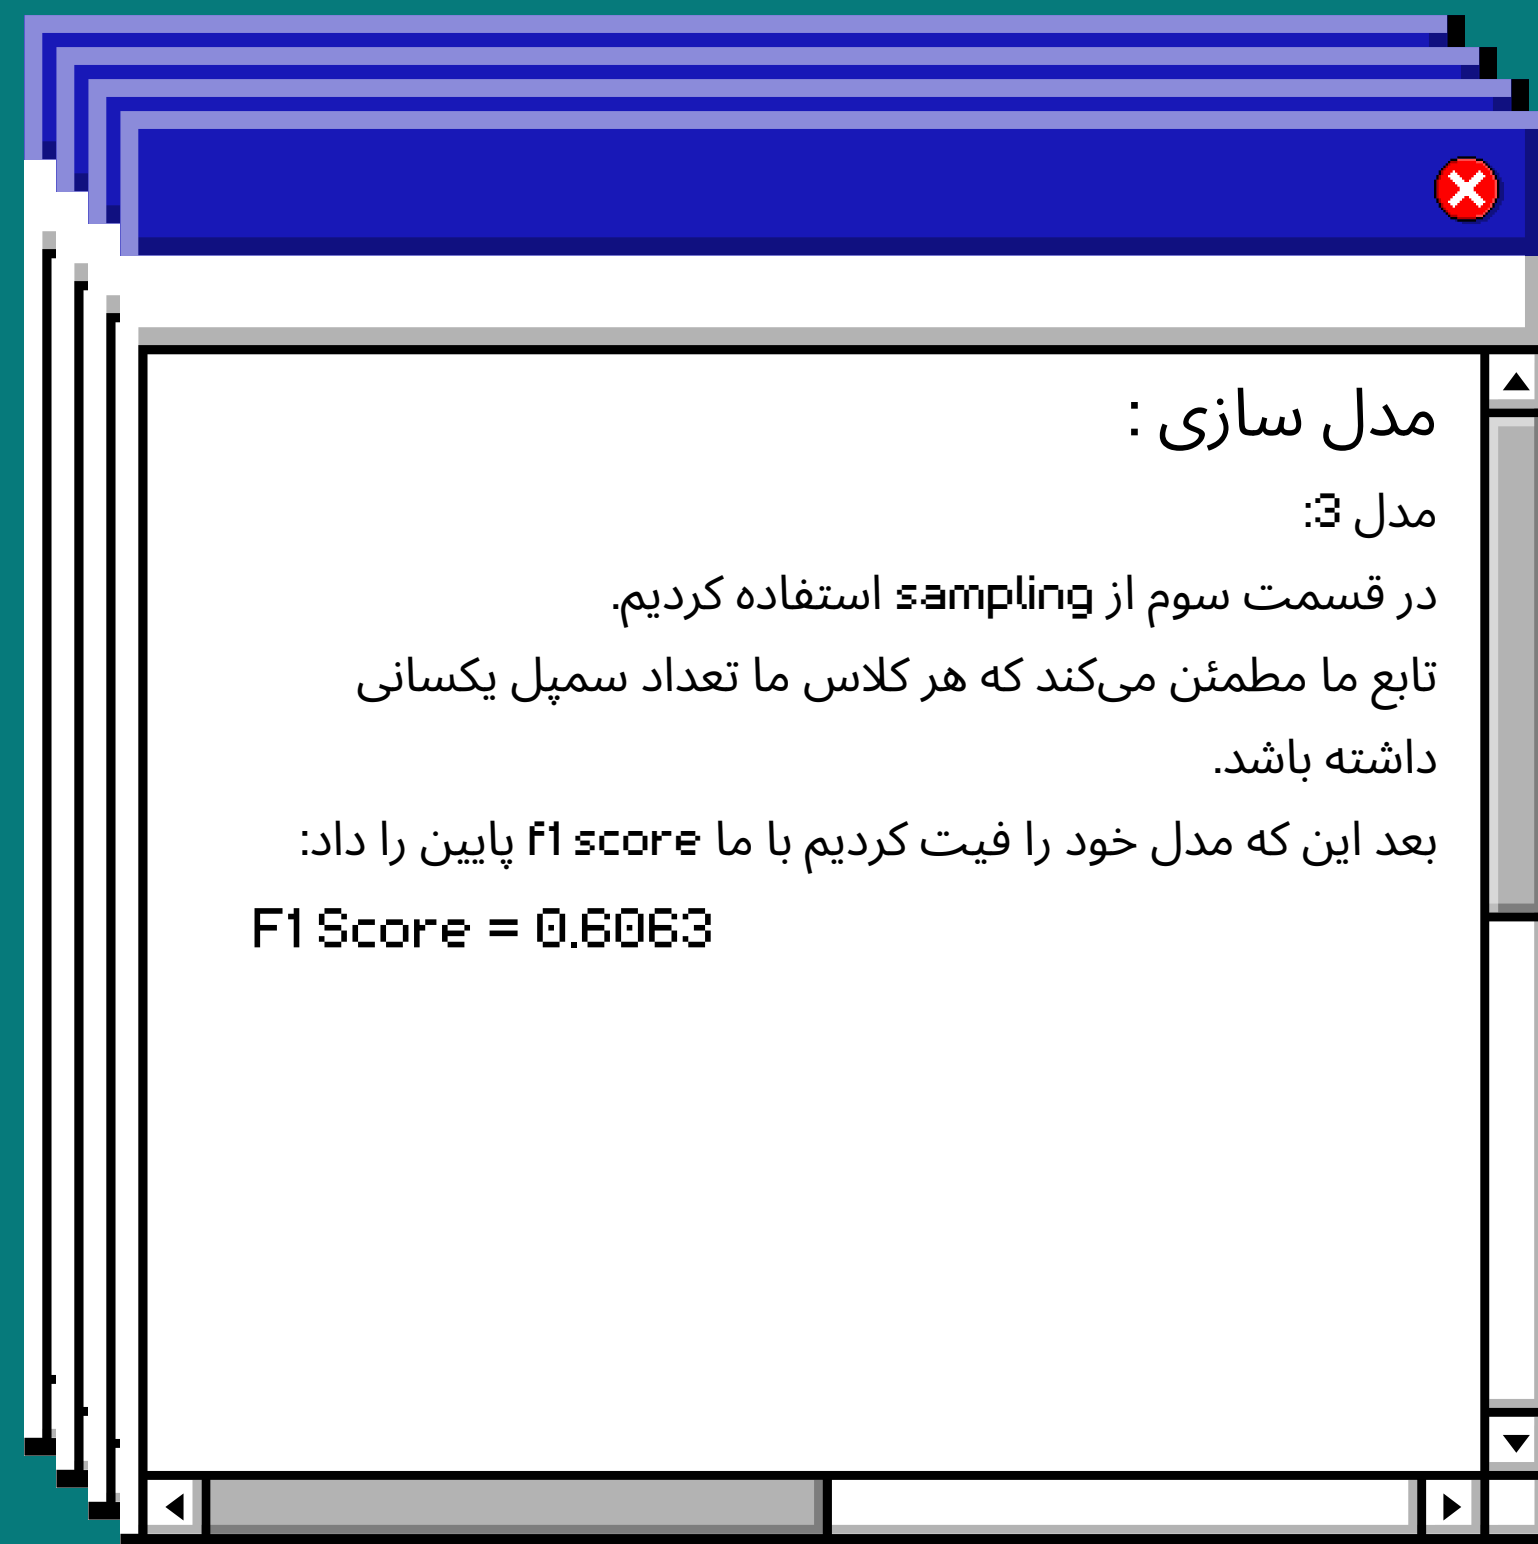 مدل سازی :
مدل 3:
در قسمت سوم از sampling استفاده کردیم.
تابع ما مطمئن می‌کند که هر کلاس ما تعداد سمپل یکسانی
داشته باشد.
بعد این که مدل خود را فیت کردیم با ما f1 score پایین را داد:
F1 Score = 0.6063